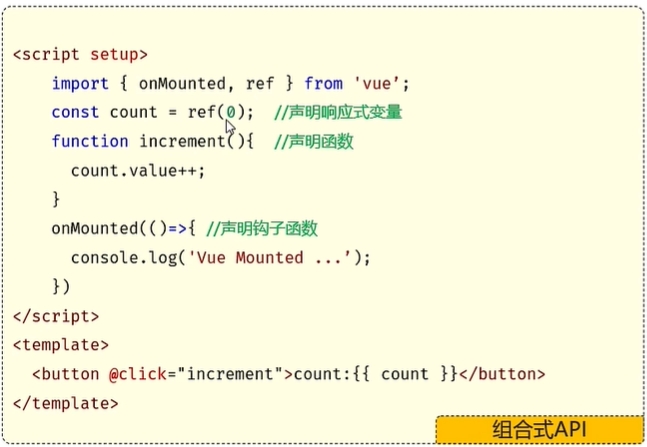 <script setup>
import { onMounted, ref } from 'vue’;
const count = ref(0); //声明响应式变量
function increment(){ //声明函数
count.value++;
}
onMounted(()=>{ //声明钩子函数
console.log('Vue Mounted ...’);
})
</script>
<template>
<button @click="increment">count:{{ count }}</button>
</template>
组合式API